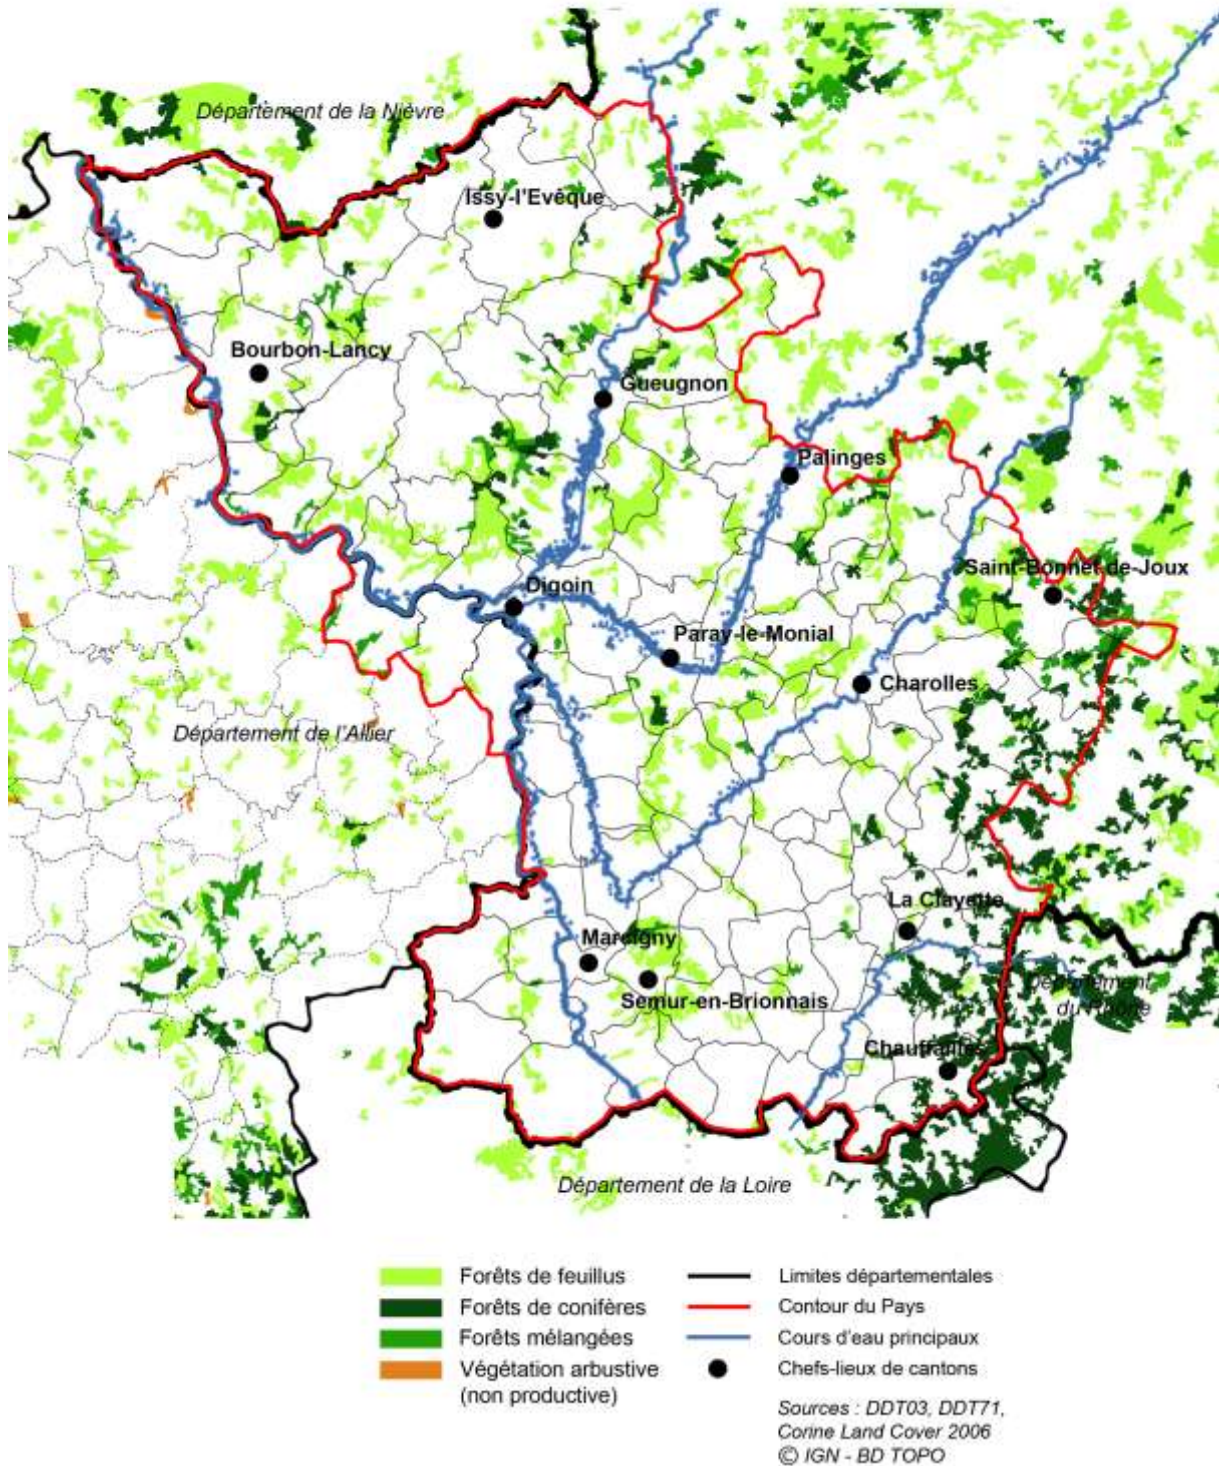 Département de la Nièvre
Issy-l'Evêque
Bourbon-Lancy
Gueugnon
Palinges
Saint-Bonnet-de-Joux
Digoin
Paray-le-Monial
Charolles
Département de l'Allier
La Clayette
Marcigny
Semur-en-Brionnais
Département
du Rhône
Chauffailles
Département de la Loire
Forêts de feuillus
Forêts de conifères
Forêts mélangées
Végétation arbustive
(non productive)
Limites départementales
Contour du Pays
Cours d'eau principaux
Chefs-lieux de cantons
Sources : DDT03, DDT71,
Corine Land Cover 2006
© IGN - BD TOPO